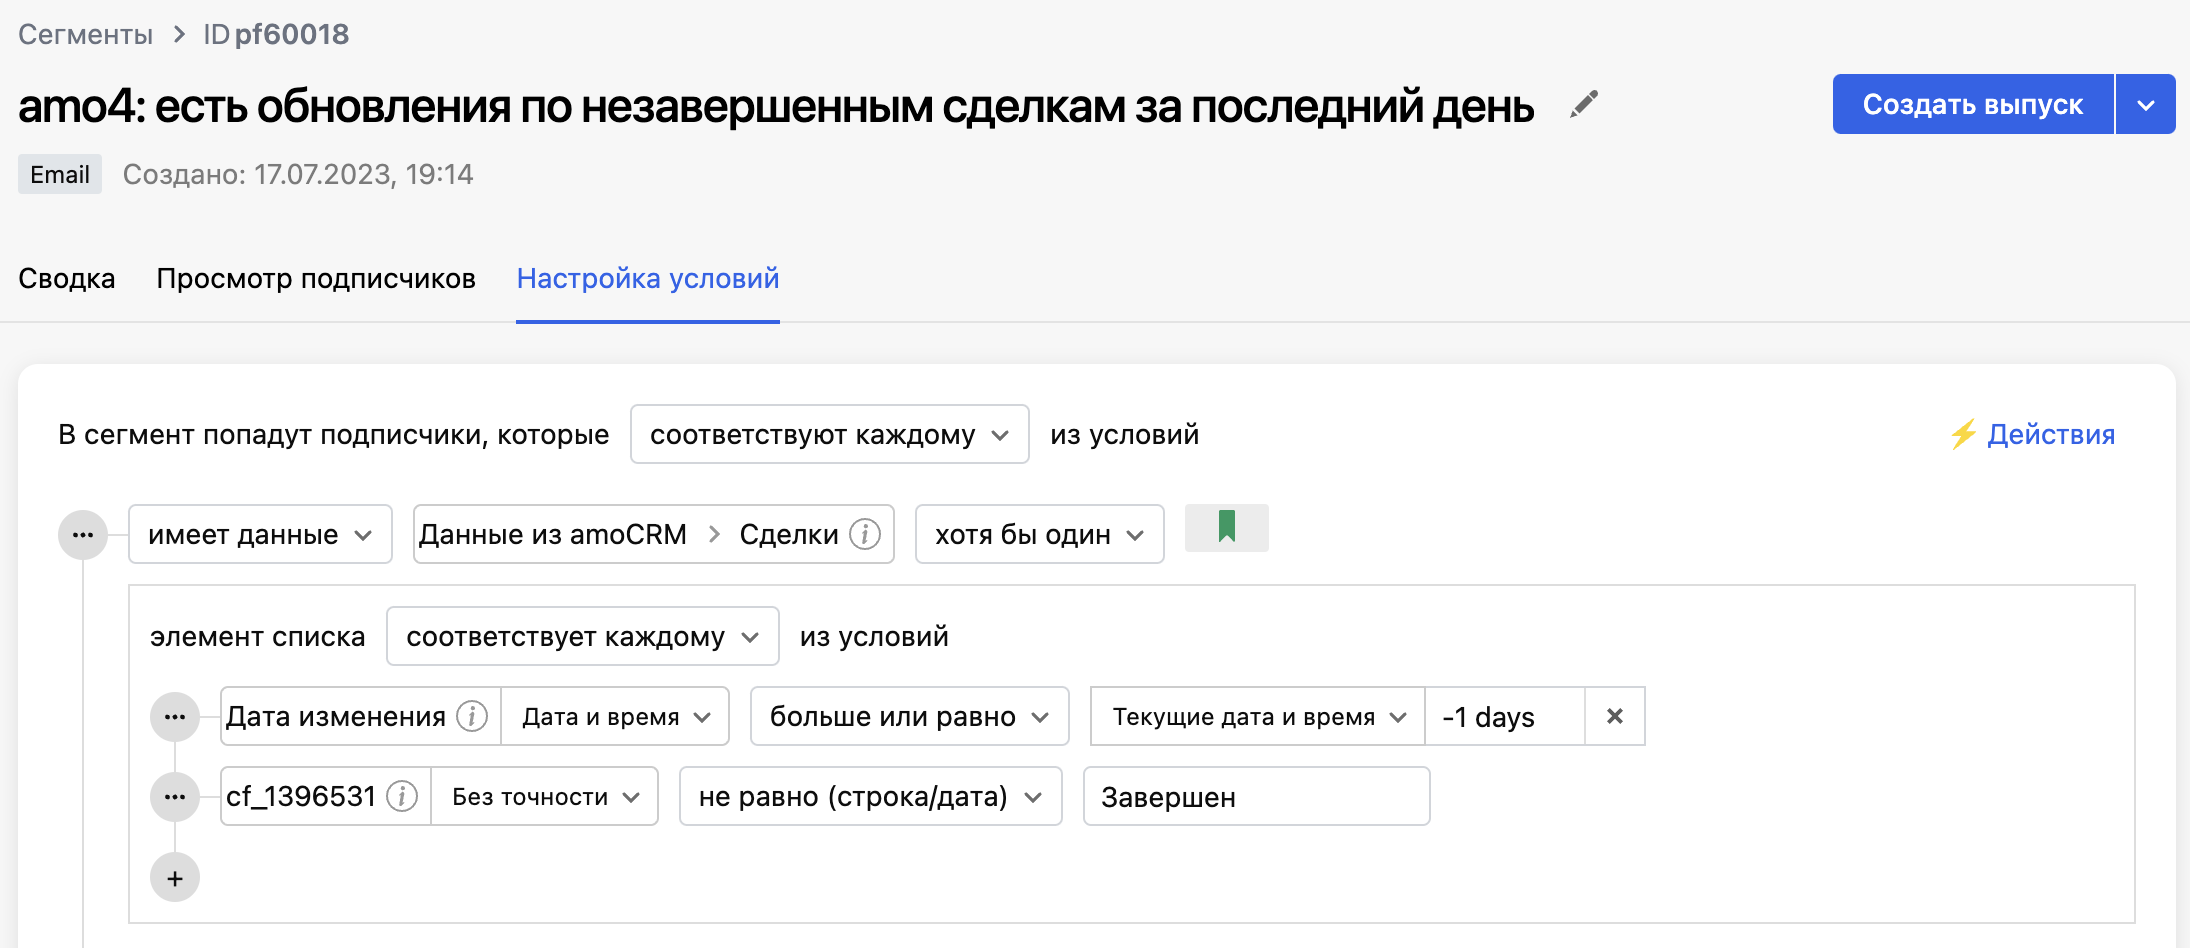 Сегменты > ID pf60018
amo4: есть обновления по незавершенным сделкам за последний день
Создать выпуск
Email Создано: 17.07.2023, 19:14
Сводка Просмотр подписчиков Настройка условий
В сегмент попадут подписчики, которые соответствуют каждому из условий
Действия
имеет данные Данные из amoCRM > Сделки хотя бы один
элемент списка соответствует каждому из условий
Дата изменения Дата и время больше или равно Текущие дата и время -1 days
cf_1396531 Без точности не равно (строка/дата) Завершен